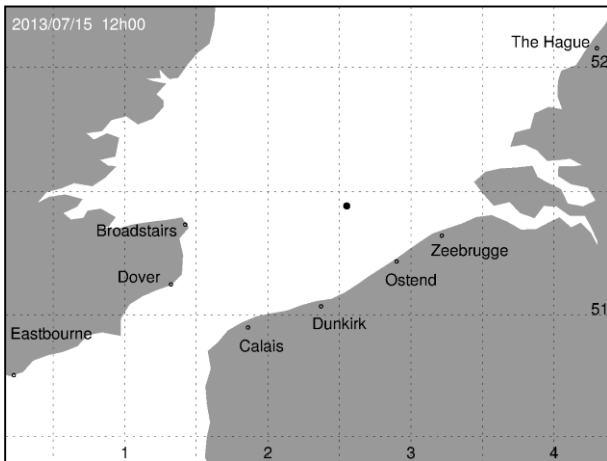 2013/07/15 12h00
The Hague
52
Broadstairs
Zeebrugge
Dover
Ostend
51
Dunkirk
Eastbourne
Calais
1
2
3
4